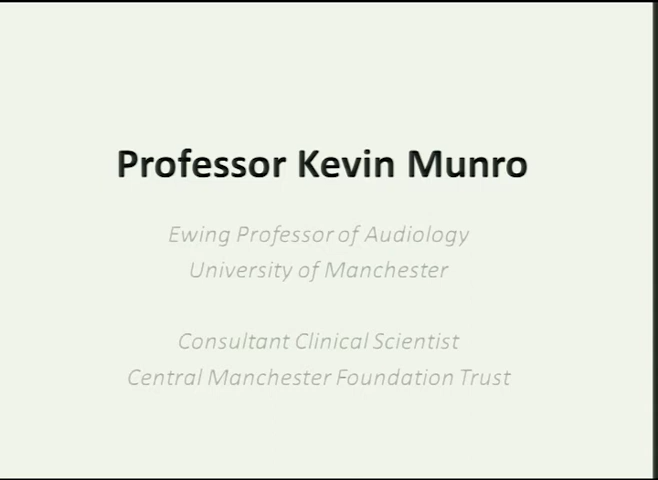 Professor Kevin Munro
Ewing Professor of Audiology
University of Manchester
Consultant Clinical Scientist
Central Manchester Foundation Trust